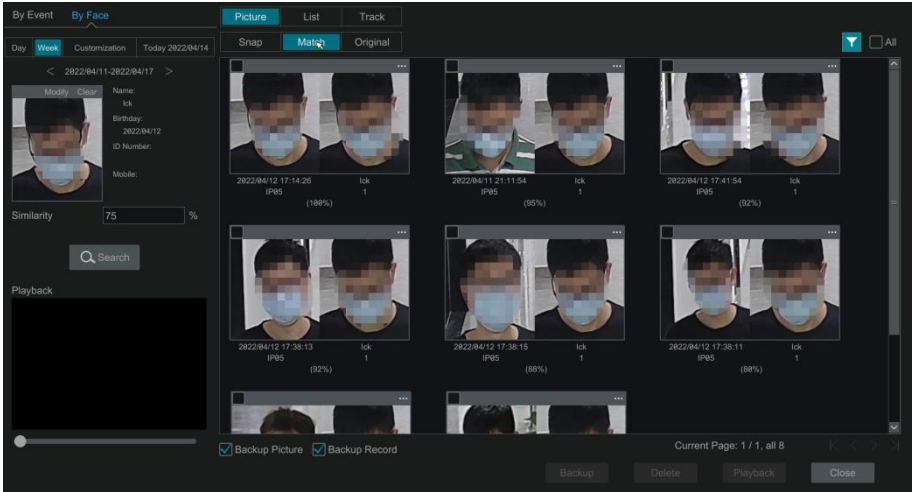 By Event By Face
Picture List Track
Snap Match Original
All
Day Week Customization Today 2022/04/14
< 2022/04/11-2022/04/17 >
Modify Clear
Name:
lck
Birthday:
2022/04/12
ID Number:
Mobile:
Similarity 75 %
Search
Playback
2022/04/12 17:14:26 lck
IP05 1
(100%)
2022/04/11 21:11:54 lck
IP05 1
(95%)
2022/04/12 17:41:54 lck
IP05 1
(92%)
2022/04/12 17:38:13 lck
IP05 1
(92%)
2022/04/12 17:38:15 lck
IP05 1
(88%)
2022/04/12 17:38:11 lck
IP05 1
(80%)
Backup Picture Backup Record
Current Page: 1 / 1, all 8
Backup Delete Playback Close